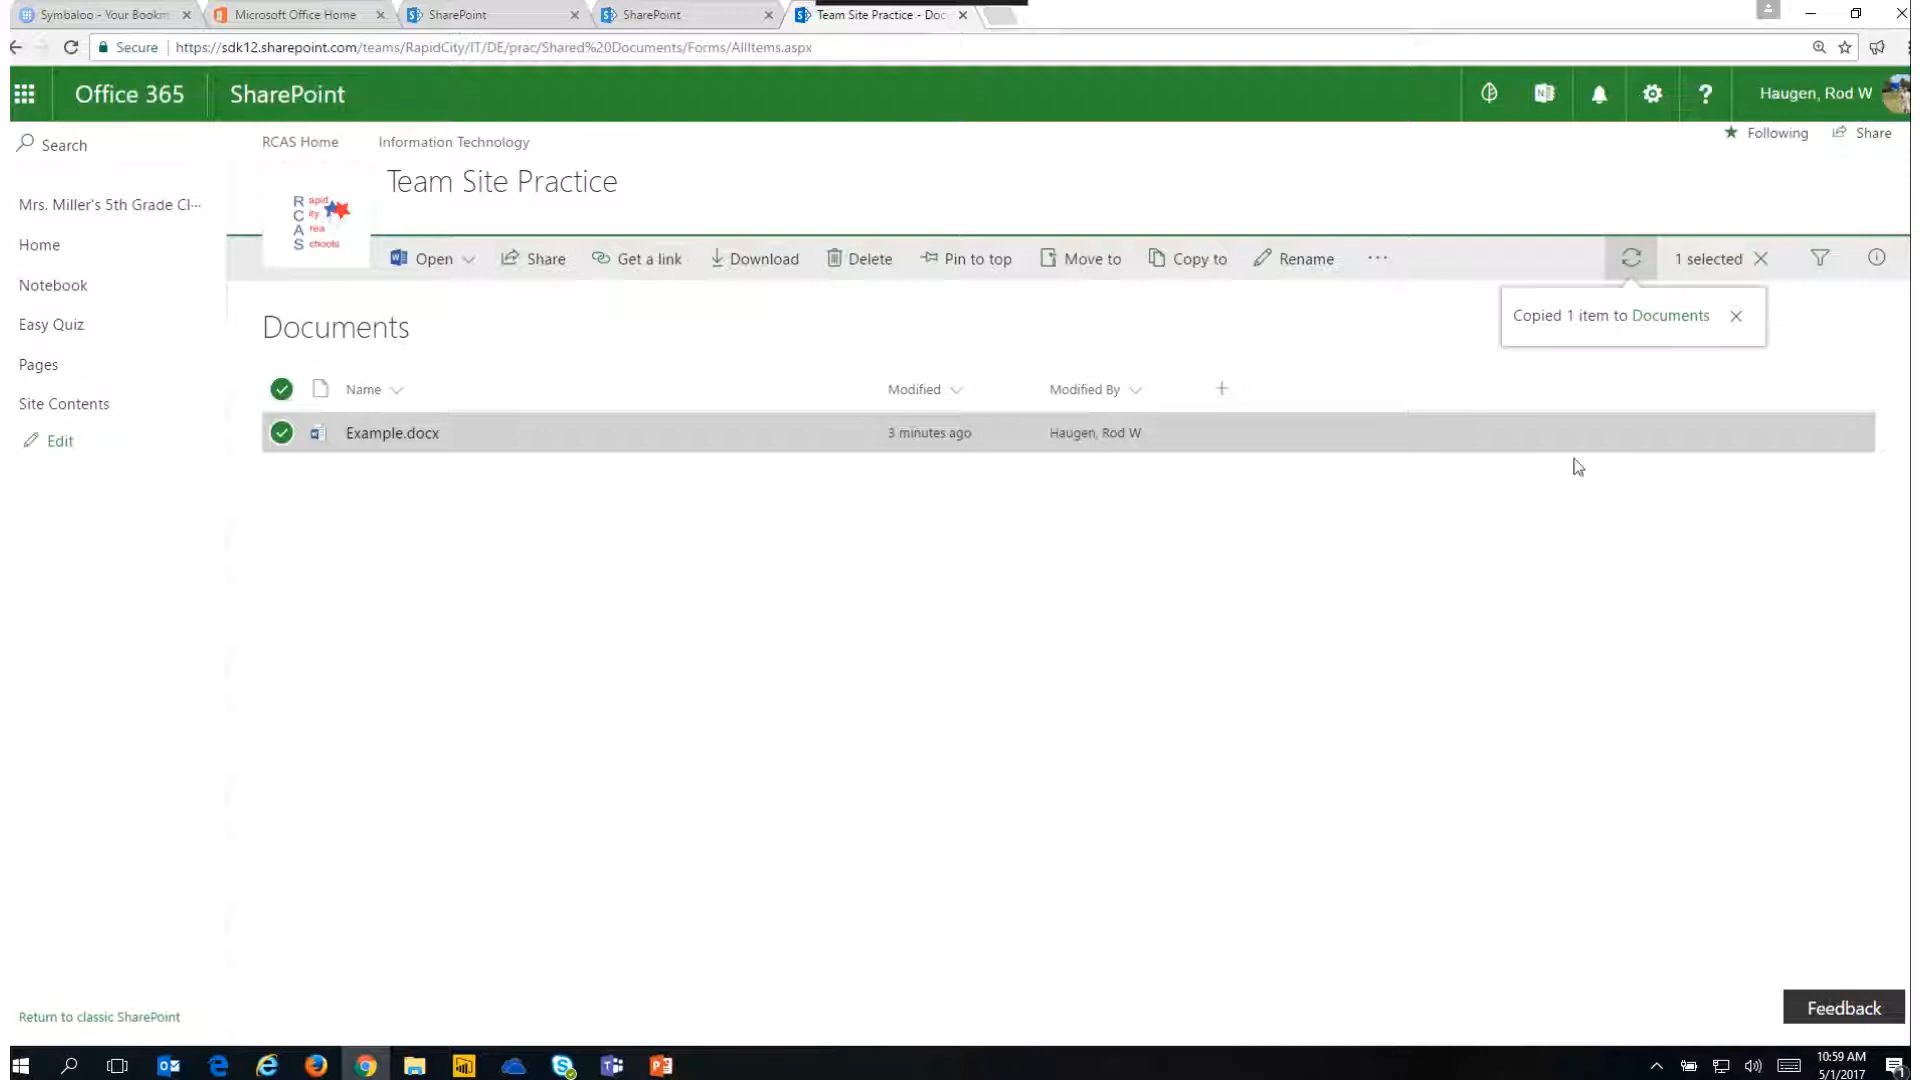 Symbaloo - Your Bookm
Microsoft Office Home
SharePoint
SharePoint
Team Site Practice - Doc
Secure
https://sdk12.sharepoint.com/teams/RapidCity/IT/DE/prac/Shared%20Documents/Forms/AllItems.aspx
Office 365
SharePoint
Haugen, Rod W
Following
Share
Search
RCAS Home
Information Technology
Team Site Practice
Rapid
City
Area
Schools
Mrs. Miller's 5th Grade Cl···
Home
Notebook
Easy Quiz
Pages
Site Contents
Edit
Open
Share
Get a link
Download
Delete
Pin to top
Move to
Copy to
Rename
···
1 selected
Copied 1 item to Documents
Documents
Name
Modified
Modified By
Example.docx
3 minutes ago
Haugen, Rod W
Return to classic SharePoint
Feedback
10:59 AM
5/1/2017